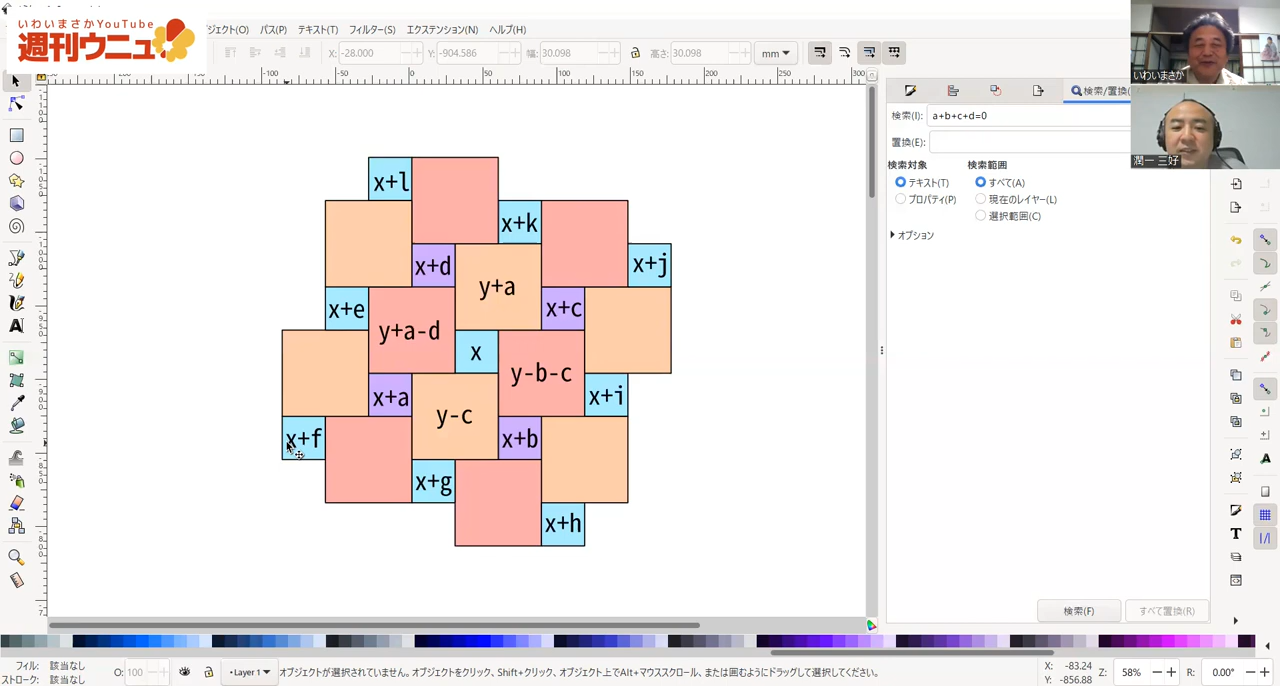 いわいまさかYouTube
週刊ウニュ
ジェクト(O) パス(P) テキスト(T) フィルター(S) エクステンション(N) ヘルプ(H)
X: -28.000 Y: -904.586 幅: 30.098 高さ: 30.098 mm
いわいまさか
潤一 三好
検索/置換(
検索(I): a+b+c+d=0
置換(E):
検索対象 検索範囲
テキスト(T) すべて(A)
プロパティ(P) 現在のレイヤー(L)
選択範囲(C)
オプション
-100 -50 0 50 100 150 300
x+l
x+k
x+d
x+j
y+a
x+e
x+c
y+a-d
x
y-b-c
x+a
x+i
y-c
x+f
x+b
x+g
x+h
検索(F) すべて置換(R)
フィル: 該当なし
ストローク: 該当なし
O: 100
Layer 1
オブジェクトが選択されていません。オブジェクトをクリック、Shift+クリック、オブジェクト上でAlt+マウススクロール、または囲むようにドラッグして選択してください。
X: -83.24
Y: -856.88
Z: 58%
R: 0.00°